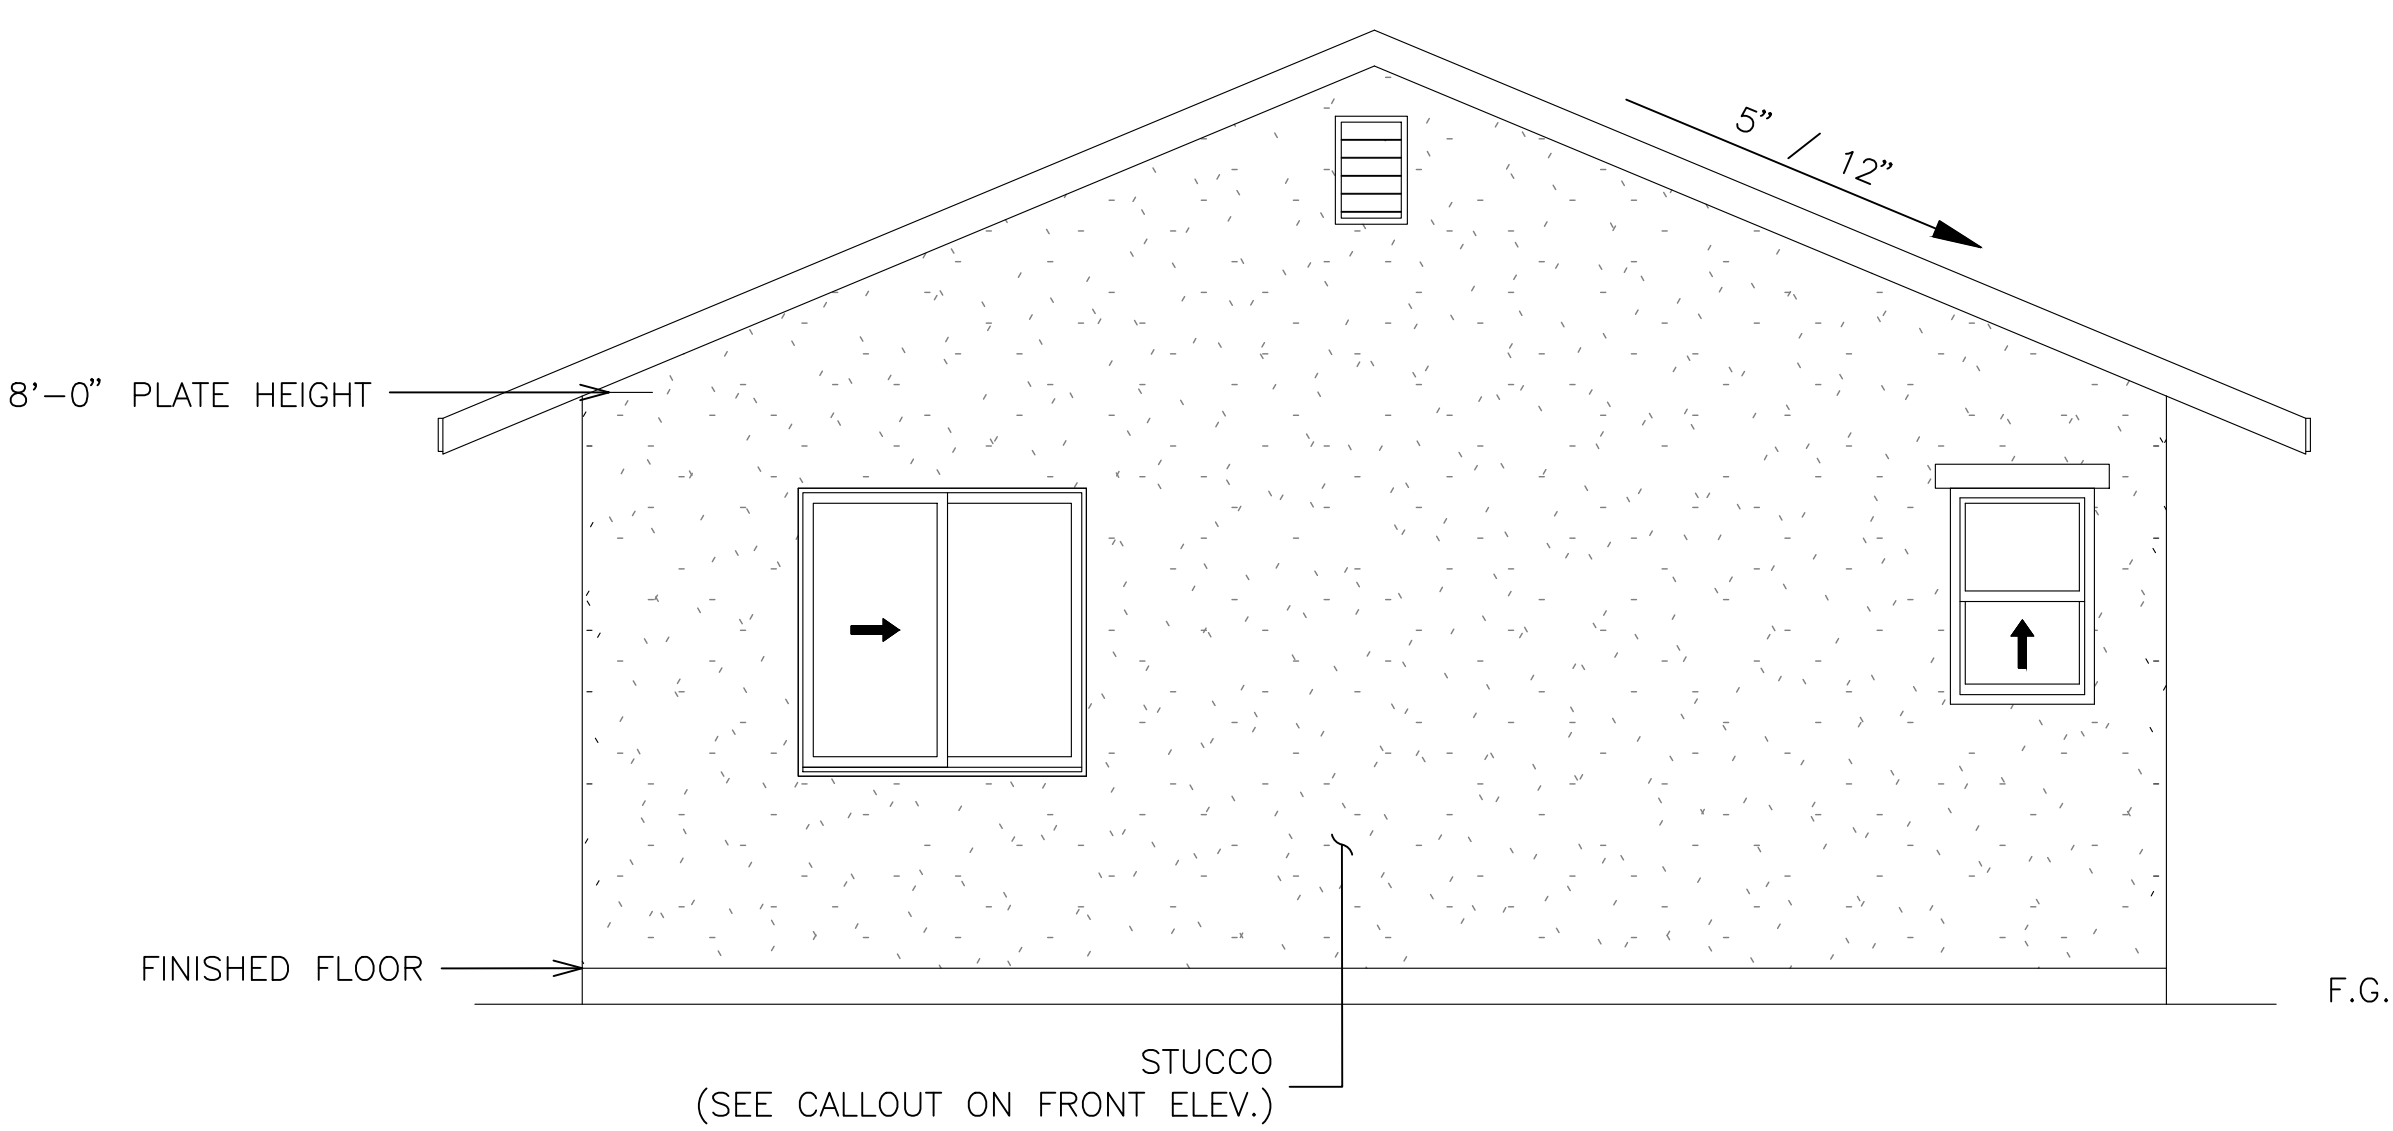 5” / 12”
8’-0” PLATE HEIGHT
FINISHED FLOOR
F.G.
STUCCO
(SEE CALLOUT ON FRONT ELEV.)